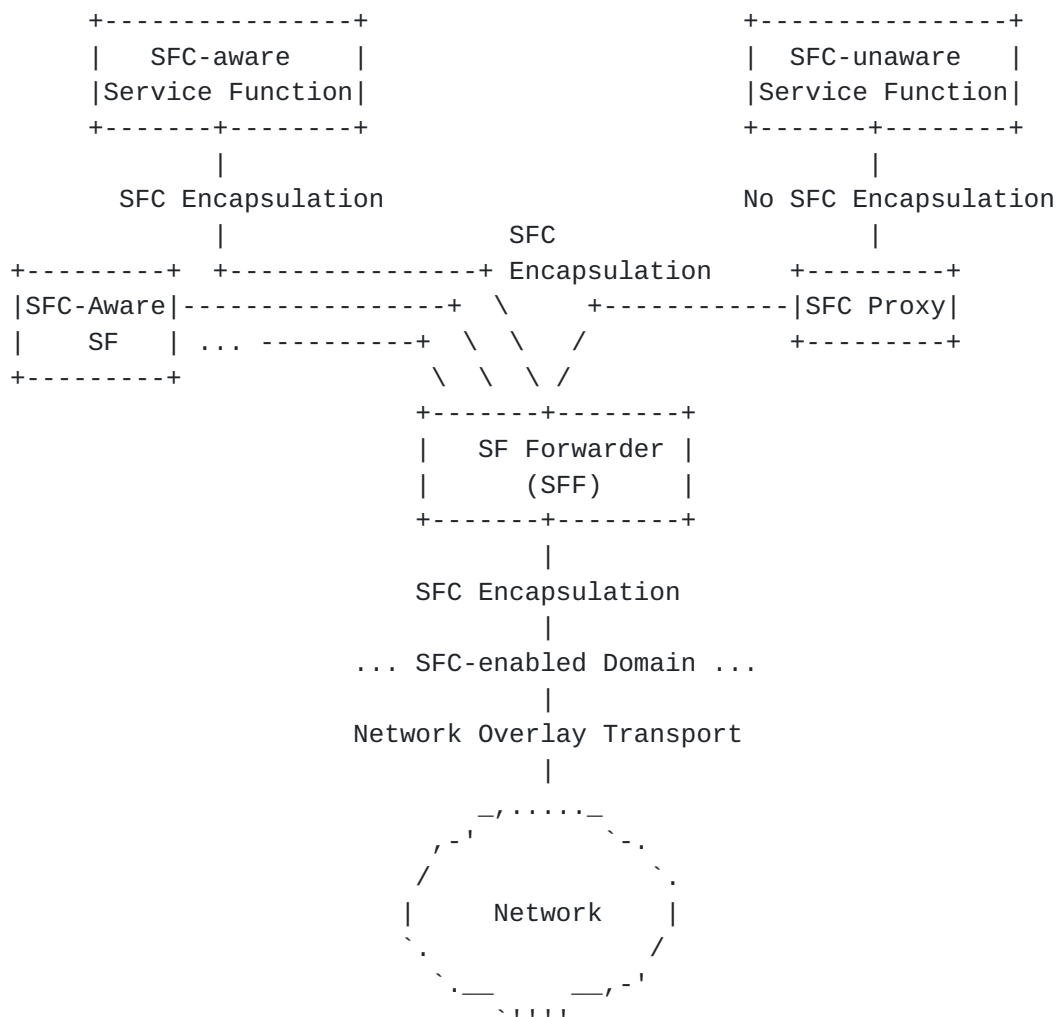 SFC-aware SFC-unaware
Service Function Service Function
SFC Encapsulation No SFC Encapsulation
SFC
Encapsulation
SFC-Aware SFC Proxy
SF ...
SF Forwarder
(SFF)
SFC Encapsulation
... SFC-enabled Domain ...
Network Overlay Transport
Network